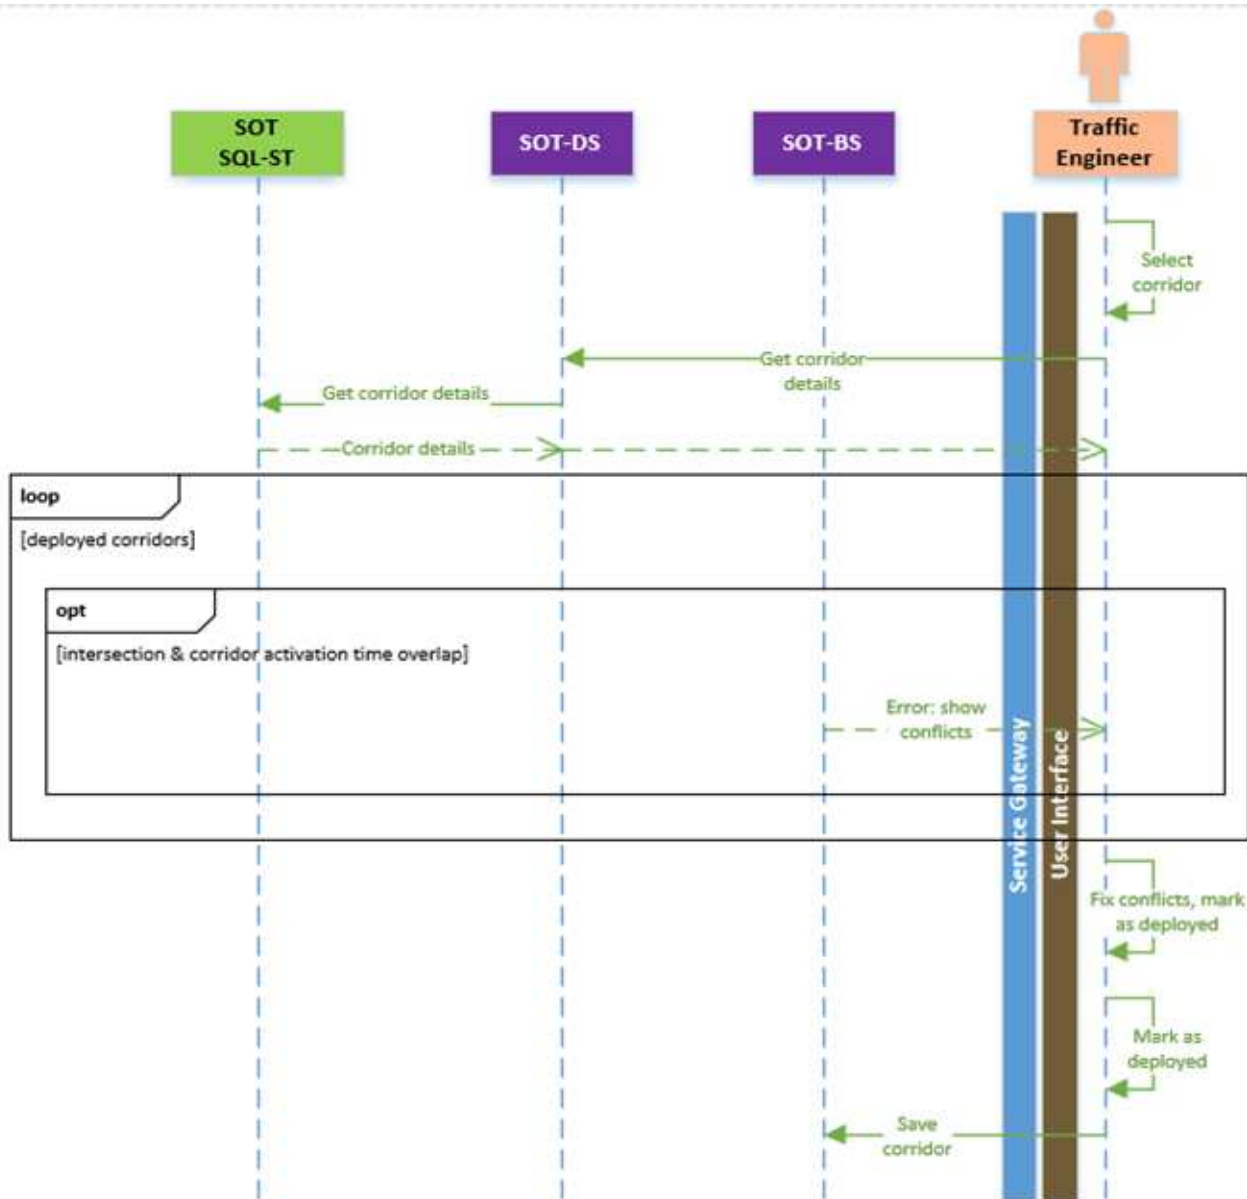 SOT
SQL-ST
SOT-DS
SOT-BS
Traffic
Engineer
Select
corridor
Get corridor
details
Get corridor details
Corridor details
loop
[deployed corridors]
opt
[intersection & corridor activation time overlap]
Error: show
conflicts
Service Gateway
User Interface
Fix conflicts, mark
as deployed
Mark as
deployed
Save
corridor